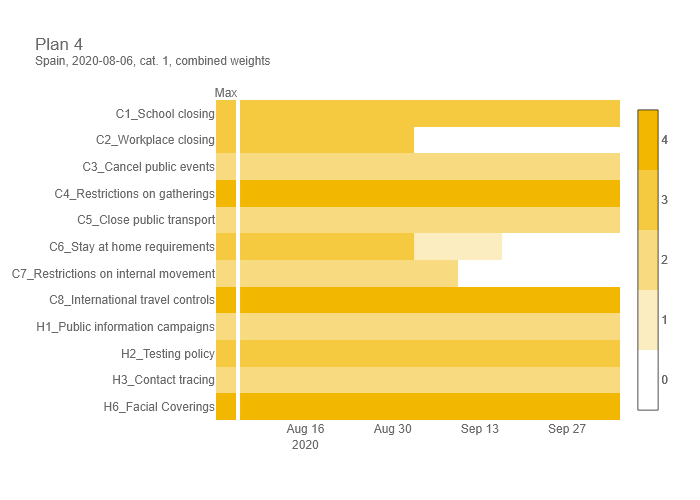 Plan 4
Spain, 2020-08-06, cat. 1, combined weights
Max
C1_School closing
C2_Workplace closing
C3_Cancel public events
C4_Restrictions on gatherings
C5_Close public transport
C6_Stay at home requirements
C7_Restrictions on internal movement
C8_International travel controls
H1_Public information campaigns
H2_Testing policy
H3_Contact tracing
H6_Facial Coverings
Aug 16 Aug 30 Sep 13 Sep 27
2020
4
3
2
1
0